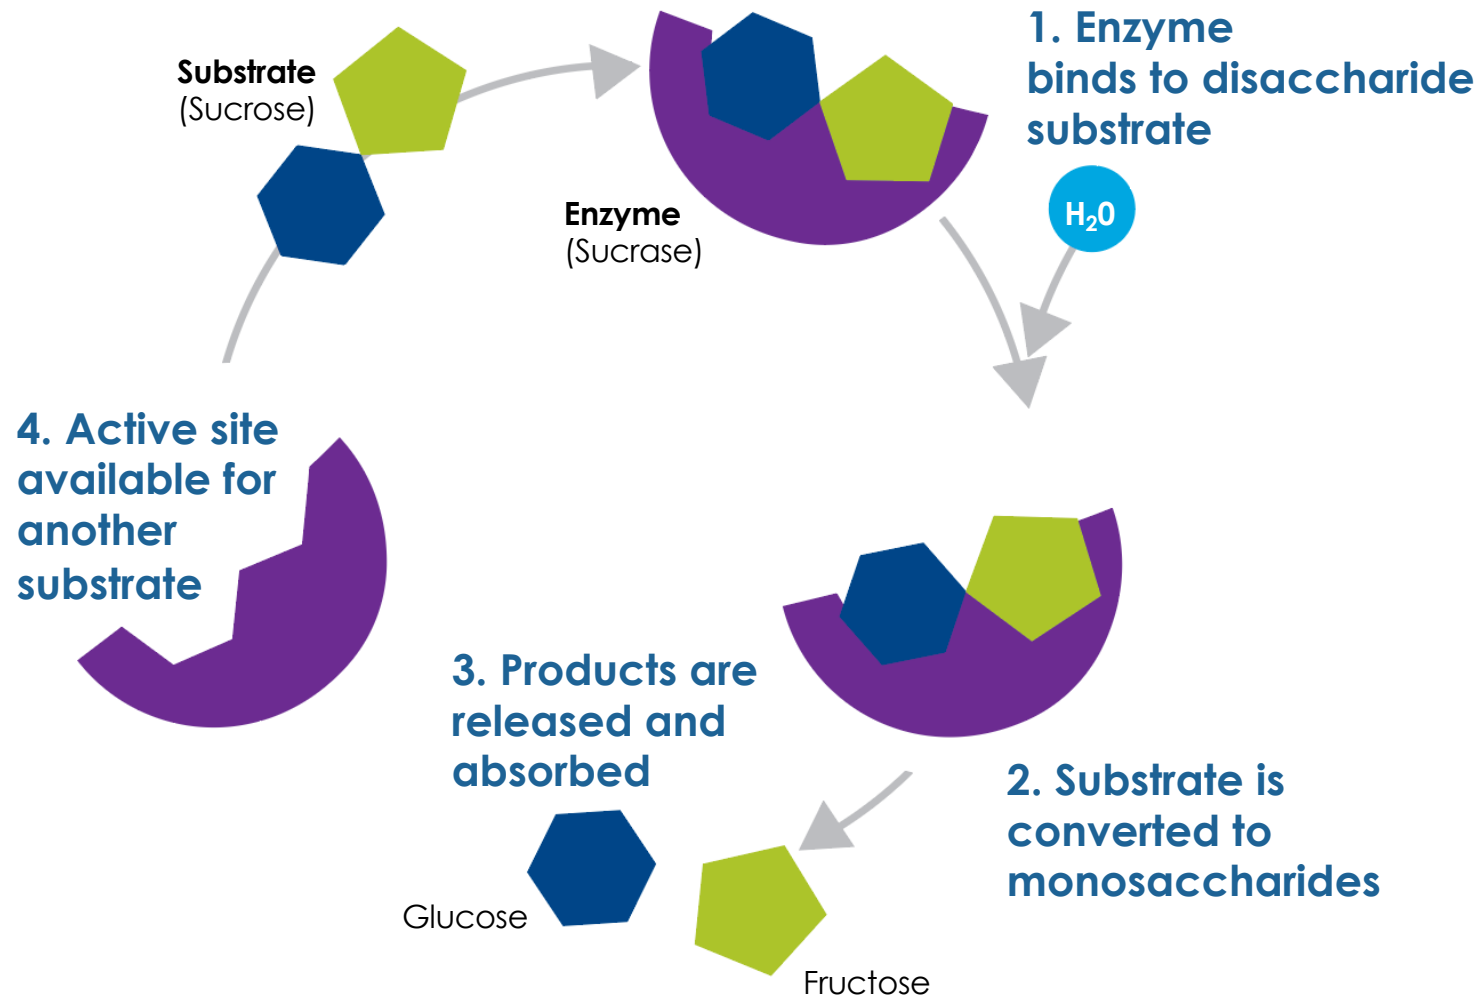 Substrate
(Sucrose)
1. Enzyme
binds to disaccharide
substrate
H₂0
Enzyme
(Sucrase)
2. Substrate is
converted to
monosaccharides
3. Products are
released and
absorbed
Glucose
Fructose
4. Active site
available for
another
substrate